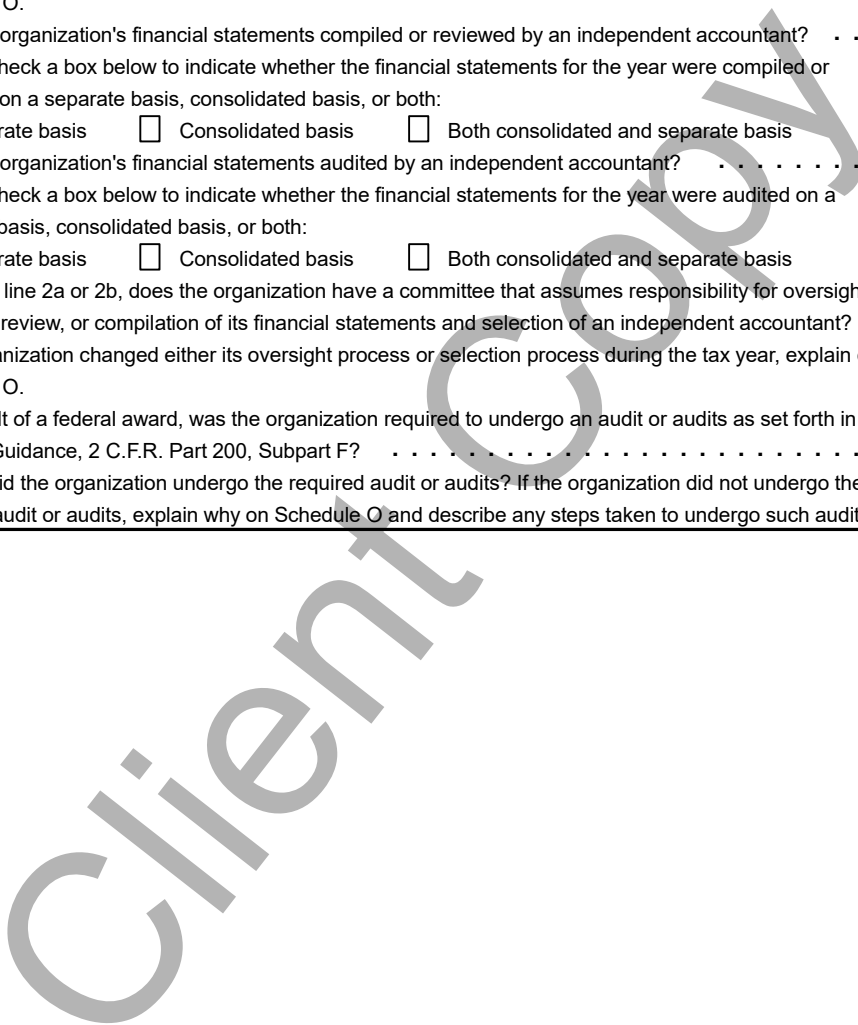 O.
organization's financial statements compiled or reviewed by an independent accountant? . .
heck a box below to indicate whether the financial statements for the year were compiled or
on a separate basis, consolidated basis, or both:
rate basis Consolidated basis Both consolidated and separate basis
organization's financial statements audited by an independent accountant? . . . . . . . .
heck a box below to indicate whether the financial statements for the year were audited on a
basis, consolidated basis, or both:
rate basis Consolidated basis Both consolidated and separate basis
line 2a or 2b, does the organization have a committee that assumes responsibility for oversigh
review, or compilation of its financial statements and selection of an independent accountant?
anization changed either its oversight process or selection process during the tax year, explain
O.
lt of a federal award, was the organization required to undergo an audit or audits as set forth in
Guidance, 2 C.F.R. Part 200, Subpart F? . . . . . . . . . . . . . . . . . . . . . . . . .
id the organization undergo the required audit or audits? If the organization did not undergo the
audit or audits, explain why on Schedule O and describe any steps taken to undergo such audit
Client Copy